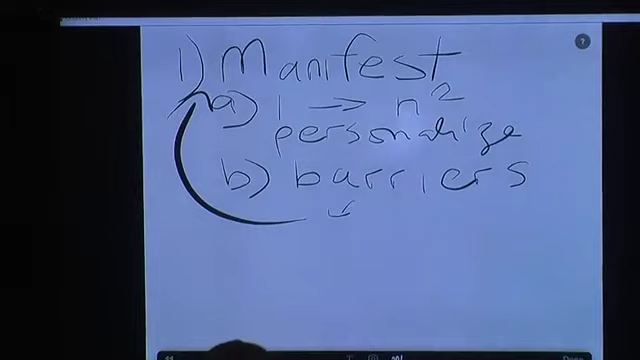 1) Manifest
a) 1 → n²
personalize
b) barriers
?